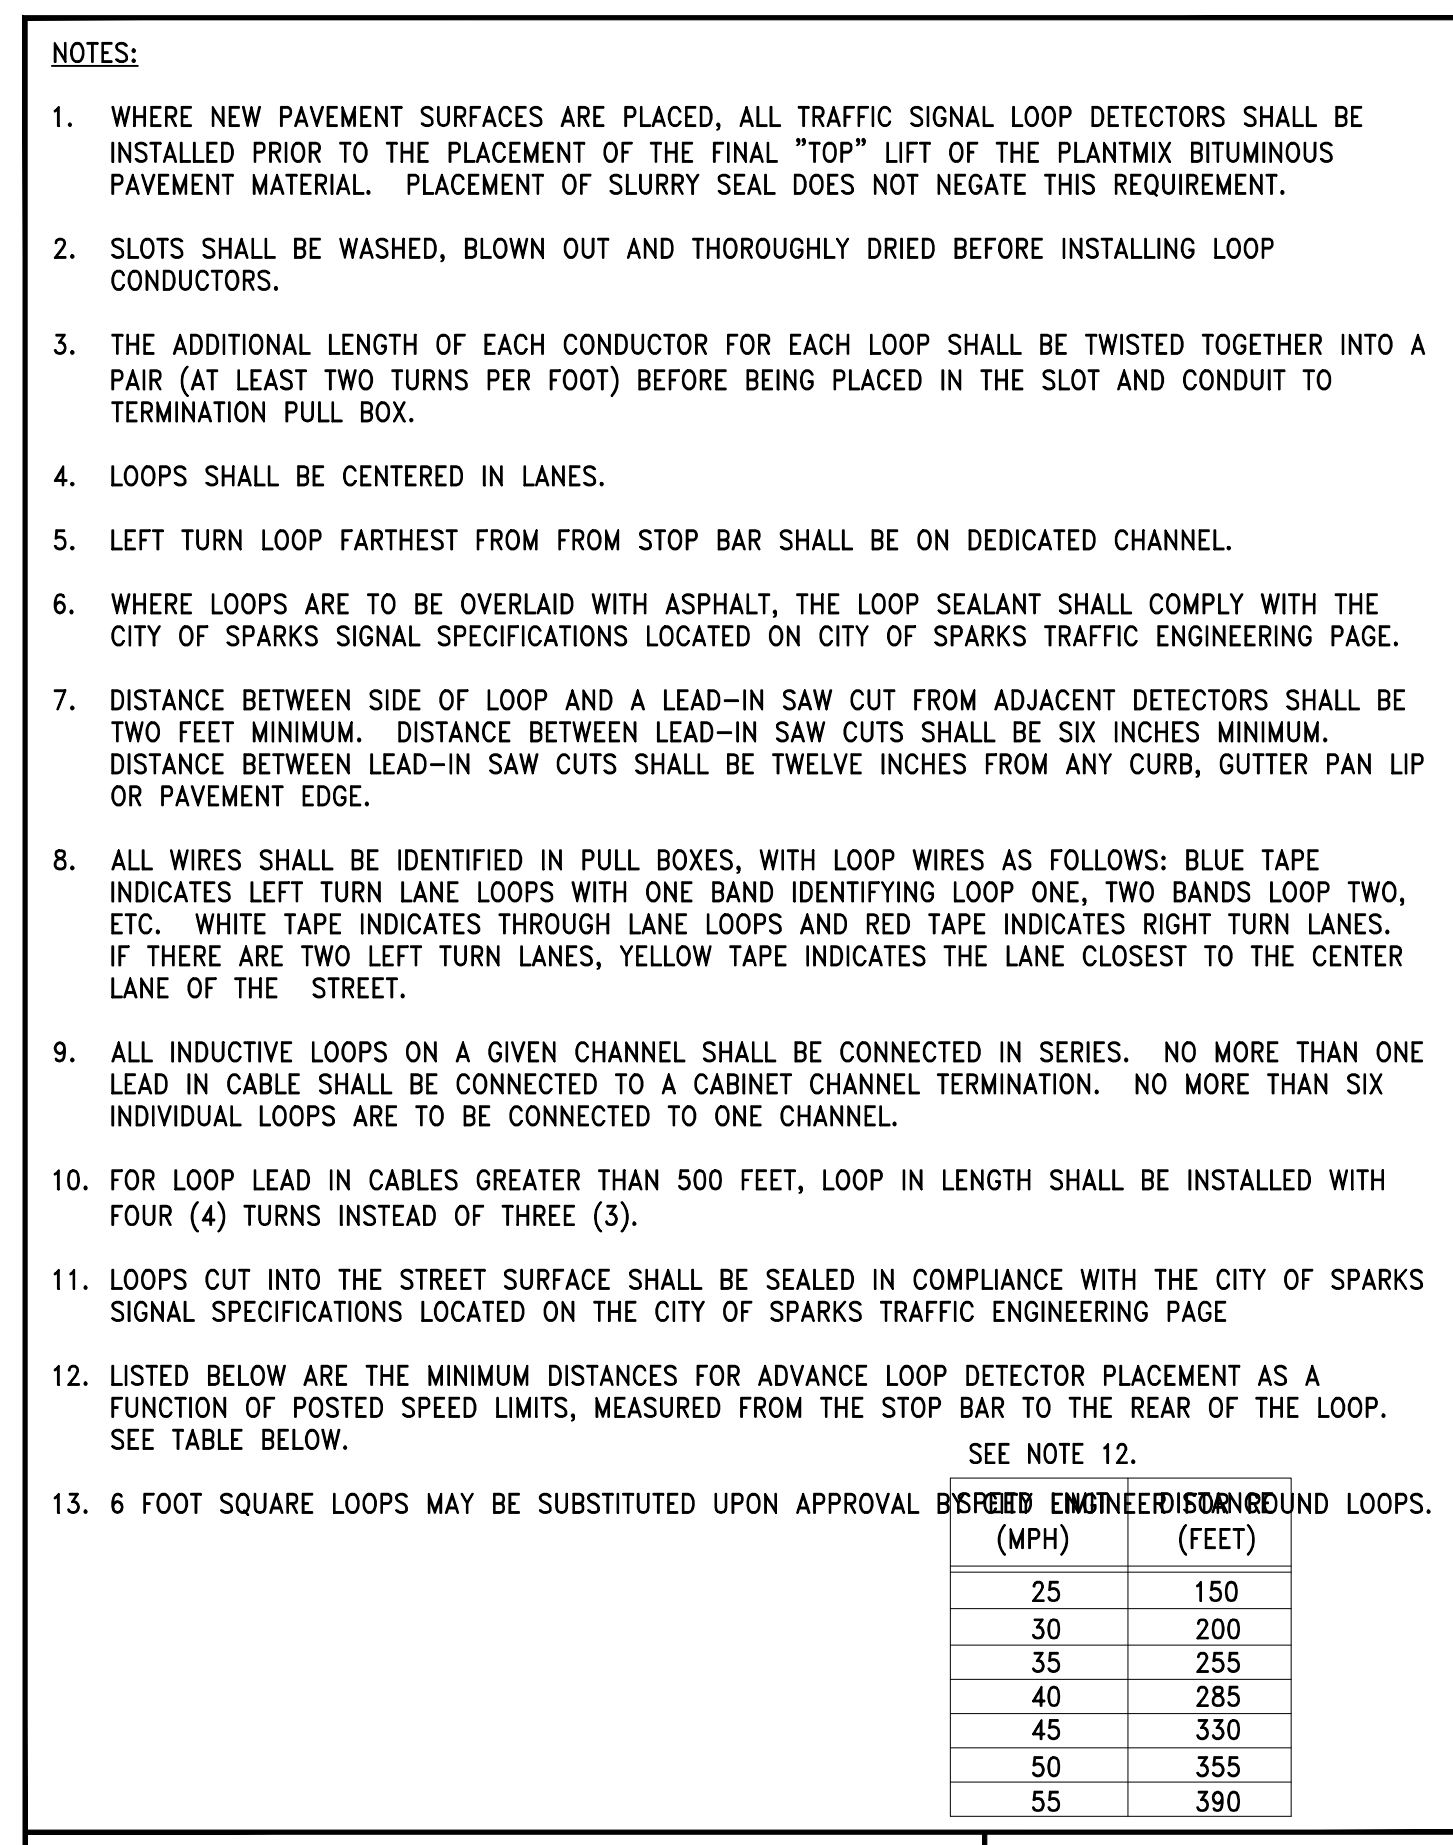 NOTES:
1. WHERE NEW PAVEMENT SURFACES ARE PLACED, ALL TRAFFIC SIGNAL LOOP DETECTORS SHALL BE
INSTALLED PRIOR TO THE PLACEMENT OF THE FINAL "TOP" LIFT OF THE PLANTMIX BITUMINOUS
PAVEMENT MATERIAL. PLACEMENT OF SLURRY SEAL DOES NOT NEGATE THIS REQUIREMENT.
2. SLOTS SHALL BE WASHED, BLOWN OUT AND THOROUGHLY DRIED BEFORE INSTALLING LOOP
CONDUCTORS.
3. THE ADDITIONAL LENGTH OF EACH CONDUCTOR FOR EACH LOOP SHALL BE TWISTED TOGETHER INTO A
PAIR (AT LEAST TWO TURNS PER FOOT) BEFORE BEING PLACED IN THE SLOT AND CONDUIT TO
TERMINATION PULL BOX.
4. LOOPS SHALL BE CENTERED IN LANES.
5. LEFT TURN LOOP FARTHEST FROM FROM STOP BAR SHALL BE ON DEDICATED CHANNEL.
6. WHERE LOOPS ARE TO BE OVERLAID WITH ASPHALT, THE LOOP SEALANT SHALL COMPLY WITH THE
CITY OF SPARKS SIGNAL SPECIFICATIONS LOCATED ON CITY OF SPARKS TRAFFIC ENGINEERING PAGE.
7. DISTANCE BETWEEN SIDE OF LOOP AND A LEAD-IN SAW CUT FROM ADJACENT DETECTORS SHALL BE
TWO FEET MINIMUM. DISTANCE BETWEEN LEAD-IN SAW CUTS SHALL BE SIX INCHES MINIMUM.
DISTANCE BETWEEN LEAD-IN SAW CUTS SHALL BE TWELVE INCHES FROM ANY CURB, GUTTER PAN LIP
OR PAVEMENT EDGE.
8. ALL WIRES SHALL BE IDENTIFIED IN PULL BOXES, WITH LOOP WIRES AS FOLLOWS: BLUE TAPE
INDICATES LEFT TURN LANE LOOPS WITH ONE BAND IDENTIFYING LOOP ONE, TWO BANDS LOOP TWO,
ETC. WHITE TAPE INDICATES THROUGH LANE LOOPS AND RED TAPE INDICATES RIGHT TURN LANES.
IF THERE ARE TWO LEFT TURN LANES, YELLOW TAPE INDICATES THE LANE CLOSEST TO THE CENTER
LANE OF THE STREET.
9. ALL INDUCTIVE LOOPS ON A GIVEN CHANNEL SHALL BE CONNECTED IN SERIES. NO MORE THAN ONE
LEAD IN CABLE SHALL BE CONNECTED TO A CABINET CHANNEL TERMINATION. NO MORE THAN SIX
INDIVIDUAL LOOPS ARE TO BE CONNECTED TO ONE CHANNEL.
10. FOR LOOP LEAD IN CABLES GREATER THAN 500 FEET, LOOP IN LENGTH SHALL BE INSTALLED WITH
FOUR (4) TURNS INSTEAD OF THREE (3).
11. LOOPS CUT INTO THE STREET SURFACE SHALL BE SEALED IN COMPLIANCE WITH THE CITY OF SPARKS
SIGNAL SPECIFICATIONS LOCATED ON THE CITY OF SPARKS TRAFFIC ENGINEERING PAGE
12. LISTED BELOW ARE THE MINIMUM DISTANCES FOR ADVANCE LOOP DETECTOR PLACEMENT AS A
FUNCTION OF POSTED SPEED LIMITS, MEASURED FROM THE STOP BAR TO THE REAR OF THE LOOP.
SEE TABLE BELOW.
13. 6 FOOT SQUARE LOOPS MAY BE SUBSTITUTED UPON APPROVAL BY CITY ENGINEER FOR ROUND LOOPS.
SEE NOTE 12.
SPEED LIMIT DISTANCE
(MPH) (FEET)
25 150
30 200
35 255
40 285
45 330
50 355
55 390